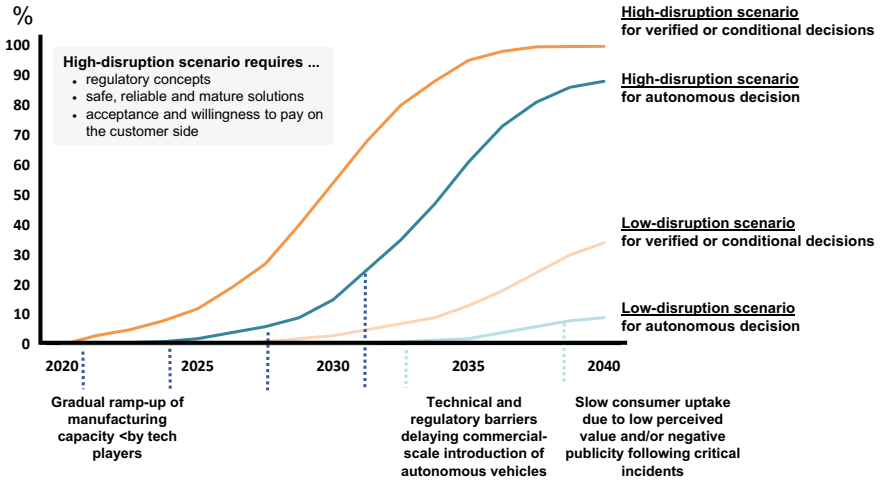 %
100
90
80
70
60
50
40
30
20
10
0
High-disruption scenario requires ...
• regulatory concepts
• safe, reliable and mature solutions
• acceptance and willingness to pay on
the customer side
High-disruption scenario
for verified or conditional decisions
High-disruption scenario
for autonomous decision
Low-disruption scenario
for verified or conditional decisions
Low-disruption scenario
for autonomous decision
2020 2025 2030 2035 2040
Gradual ramp-up of
manufacturing
capacity <by tech
players
Technical and
regulatory barriers
delaying commercial-
scale introduction of
autonomous vehicles
Slow consumer uptake
due to low perceived
value and/or negative
publicity following critical
incidents